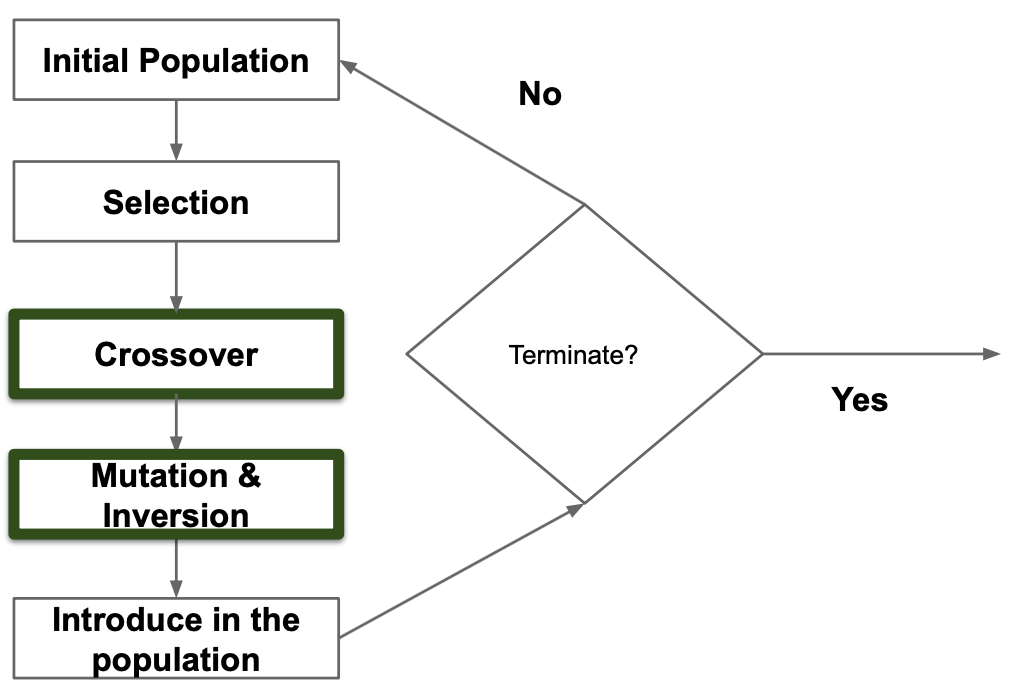 Initial Population
No
Selection
Crossover
Terminate?
Yes
Mutation &
Inversion
Introduce in the
population